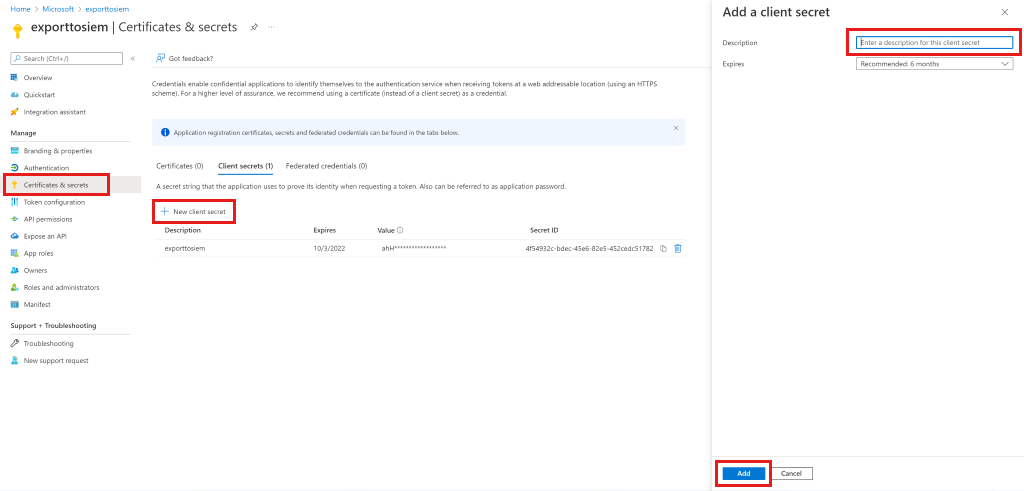 Home > Microsoft > exporttosiem
exporttosiem | Certificates & secrets
Search (Ctrl+/)
Overview
Quickstart
Integration assistant
Manage
Branding & properties
Authentication
Certificates & secrets
Token configuration
API permissions
Expose an API
App roles
Owners
Roles and administrators
Manifest
Support + Troubleshooting
Troubleshooting
New support request
Got feedback?
Credentials enable confidential applications to identify themselves to the authentication service when receiving tokens at a web addressable location (using an HTTPS
scheme). For a higher level of assurance, we recommend using a certificate (instead of a client secret) as a credential.
Application registration certificates, secrets and federated credentials can be found in the tabs below.
Certificates (0) Client secrets (1) Federated credentials (0)
A secret string that the application uses to prove its identity when requesting a token. Also can be referred to as application password.
New client secret
Description Expires Value Secret ID
exporttosiem 10/3/2022 ahH****************** 4f54932c-bdec-45e6-82e5-452cedc51782
Add a client secret
Description Enter a description for this client secret
Expires Recommended: 6 months
Add Cancel